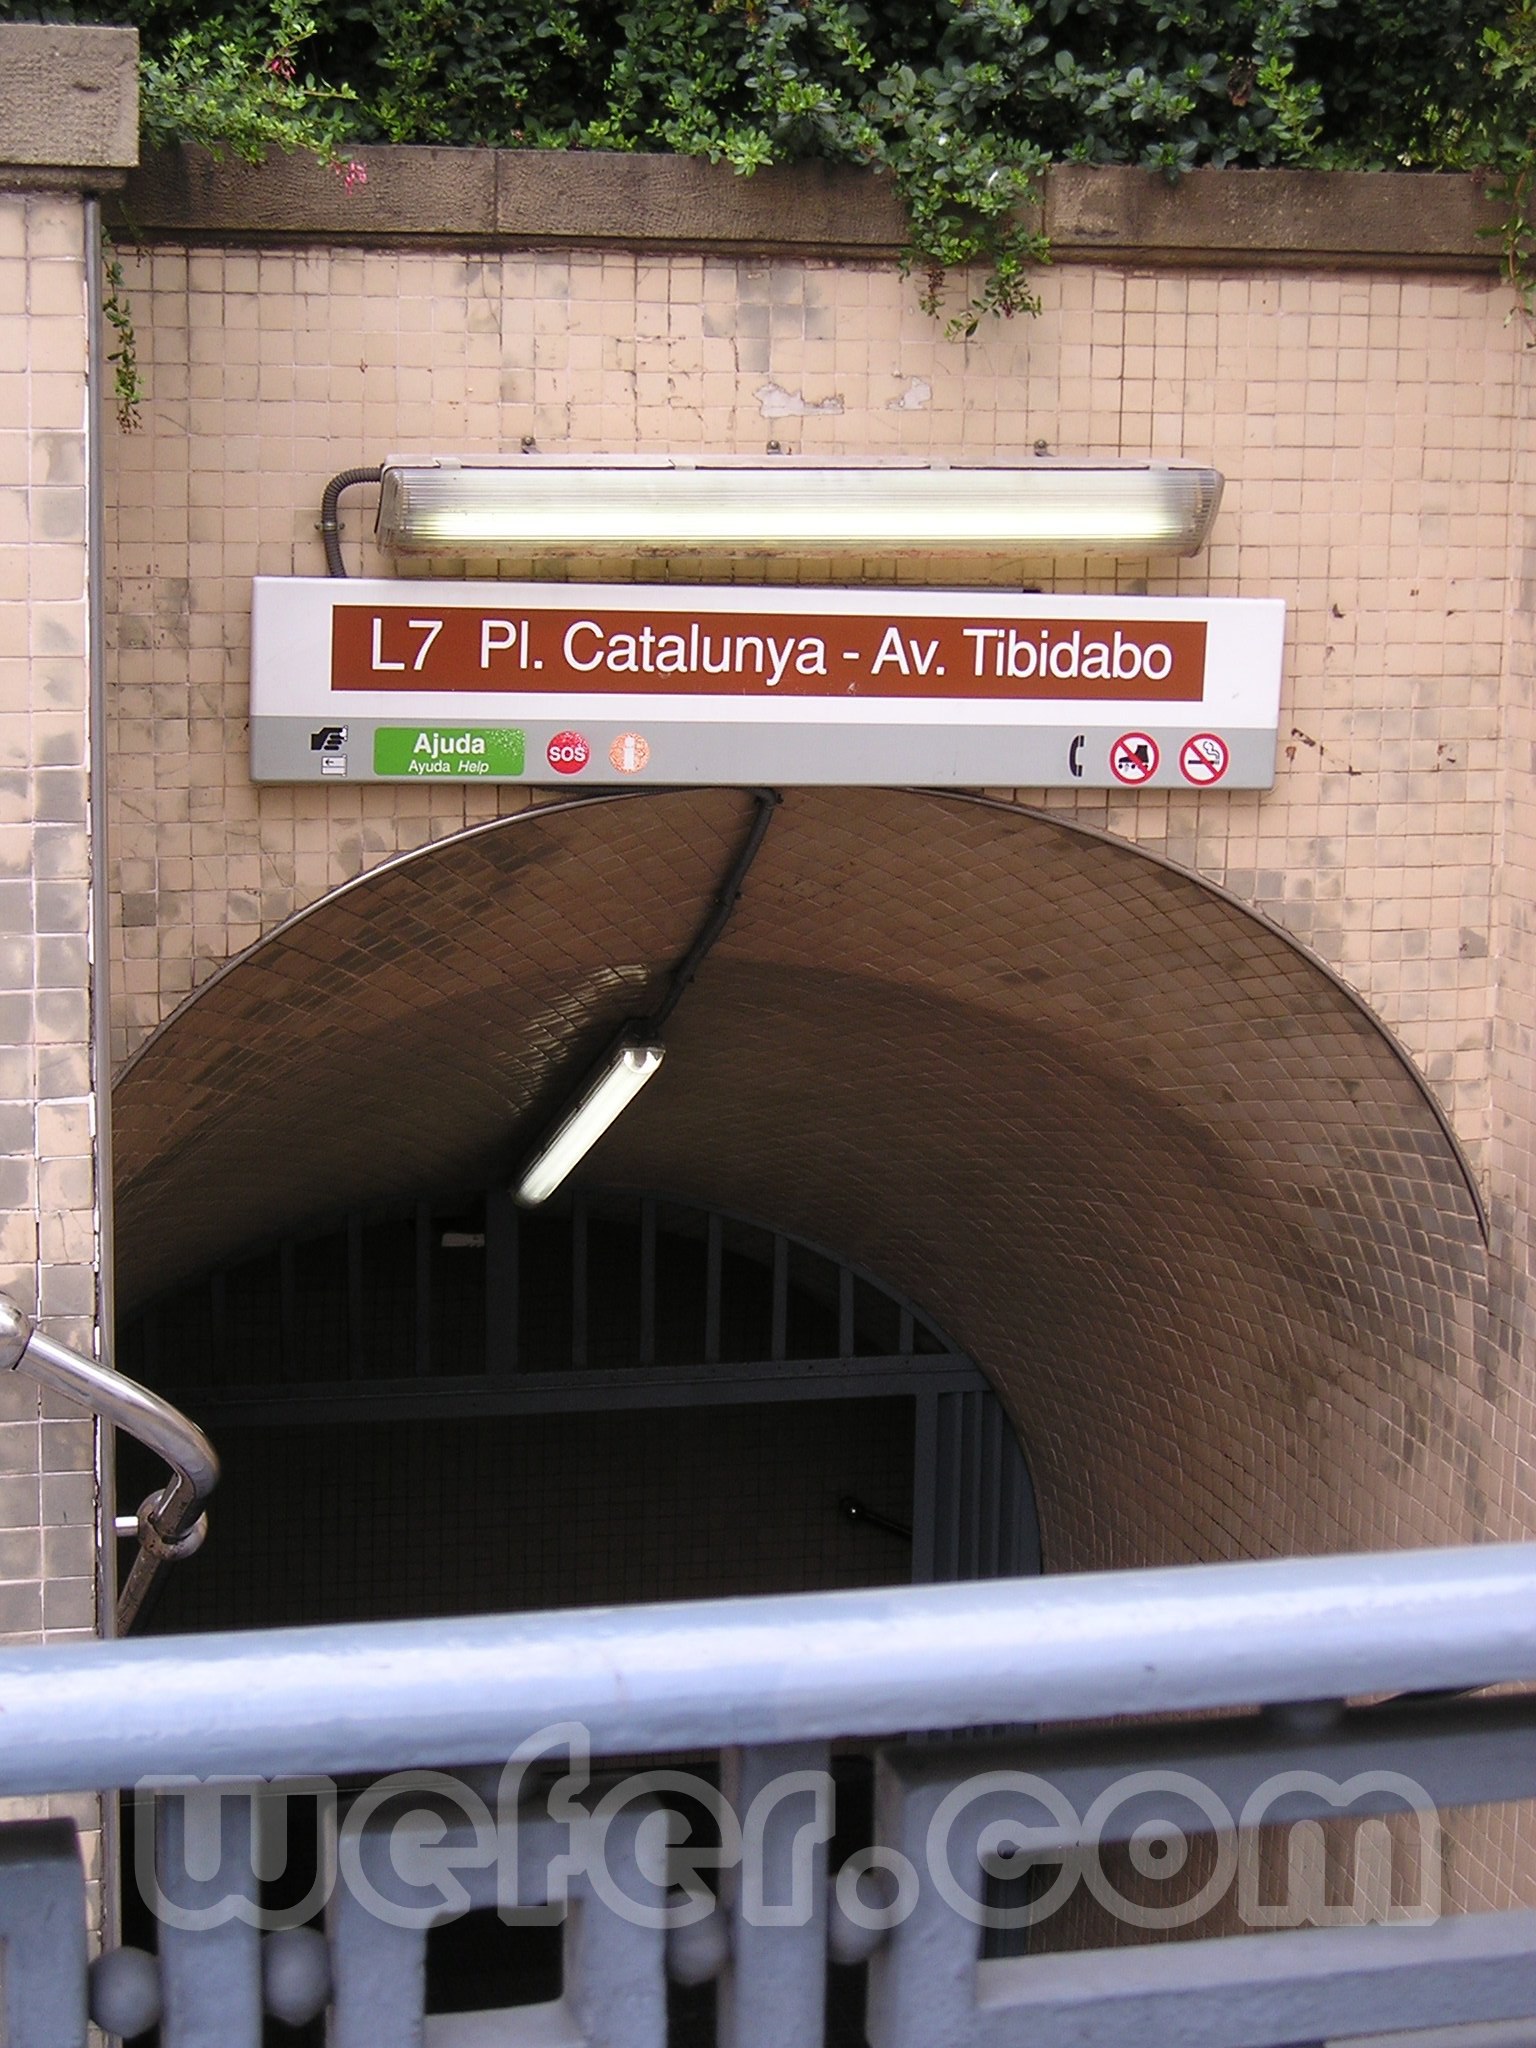 L7 Pl. Catalunya - Av. Tibidabo
Ajuda
Ayuda Help
SOS
i
wefer.com